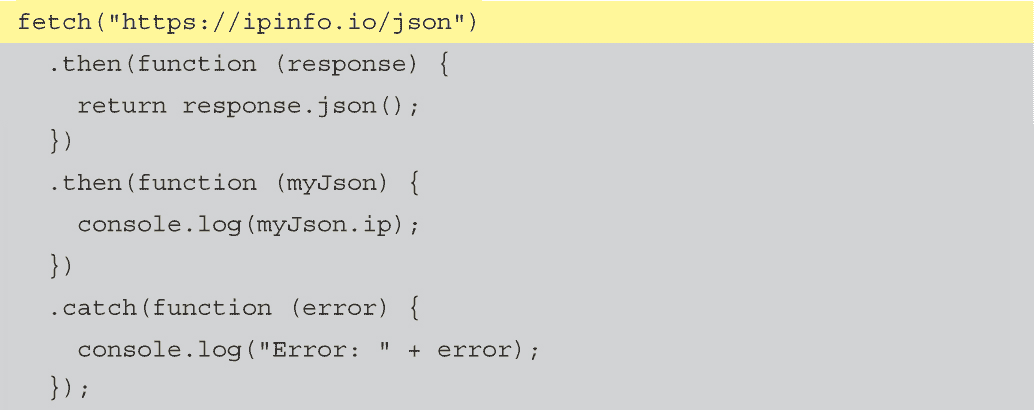 fetch("https://ipinfo.io/json")
  .then(function (response) {
    return response.json();
  })
  .then(function (myJson) {
    console.log(myJson.ip);
  })
  .catch(function (error) {
    console.log("Error: " + error);
  });